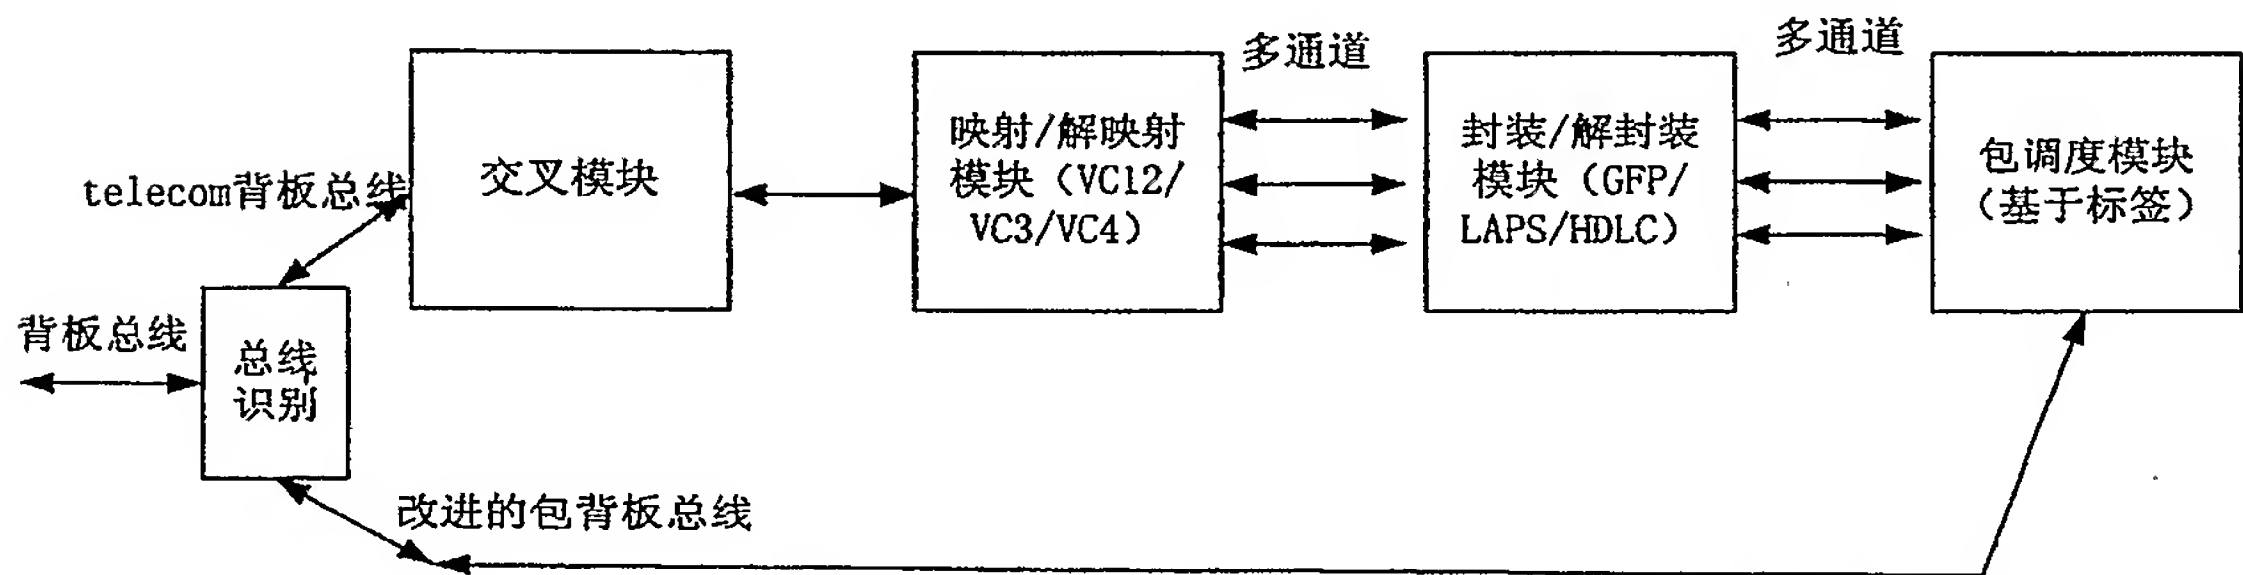 多通道
多通道
交叉模块
映射/解映射
模块（VC12/
VC3/VC4）
封装/解封装
模块（GFP/
LAPS/HDLC）
包调度模块
（基于标签）
telecom背板总线
背板总线
总线
识别
改进的包背板总线